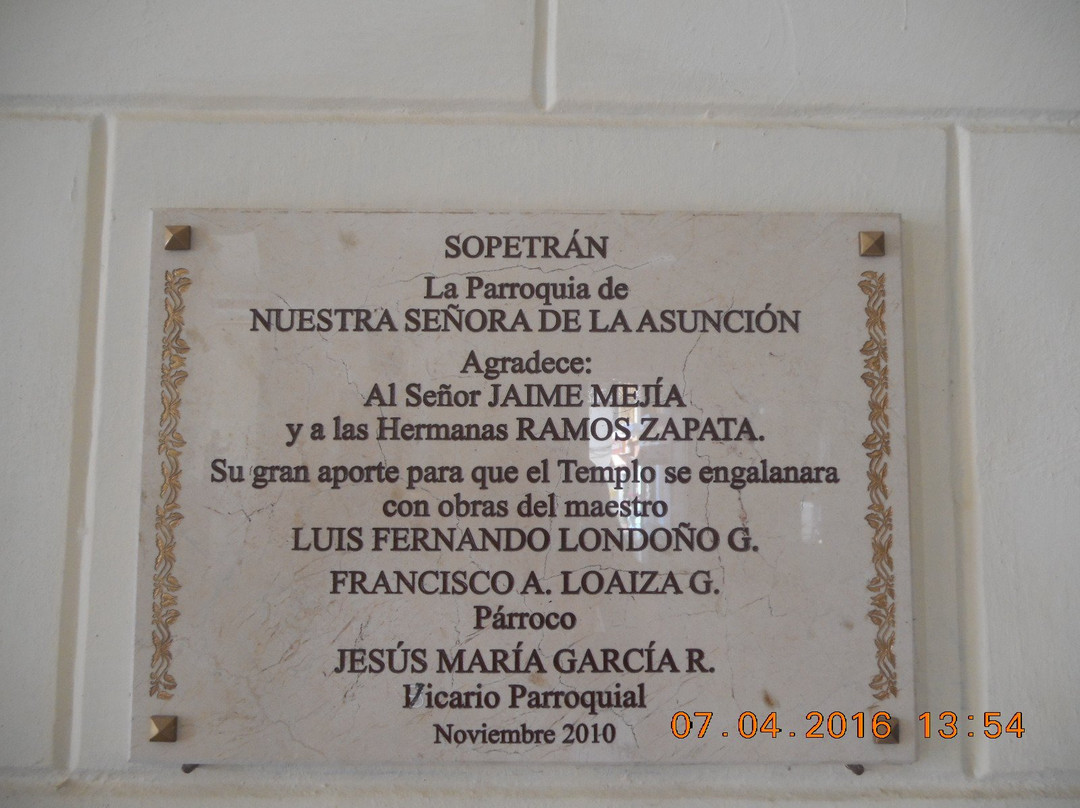 SOPETRÁN
La Parroquia de
NUESTRA SEÑORA DE LA ASUNCIÓN
Agradece:
Al Señor JAIME MEJÍA
y a las Hermanas RAMOS ZAPATA.
Su gran aporte para que el Templo se engalanara
con obras del maestro
LUIS FERNANDO LONDOÑO G.
FRANCISCO A. LOAIZA G.
Párroco
JESÚS MARÍA GARCÍA R.
Vicario Parroquial
Noviembre 2010
07.04.2016 13:54